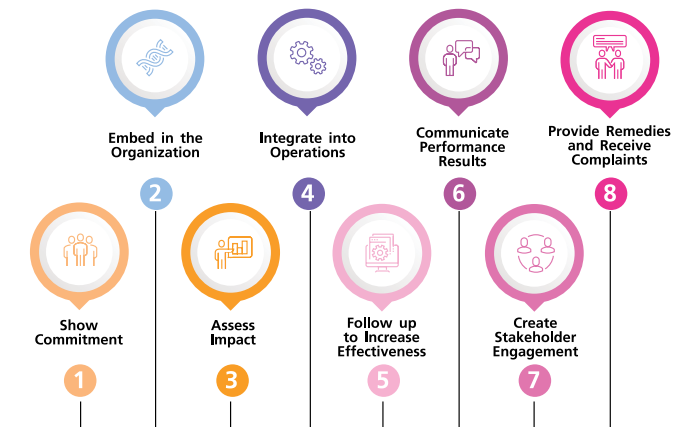 Embed in the
Organization
2
Integrate into
Operations
4
Communicate
Performance
Results
6
Provide Remedies
and Receive
Complaints
8
Show
Commitment
1
Assess
Impact
3
Follow up
to Increase
Effectiveness
5
Create
Stakeholder
Engagement
7